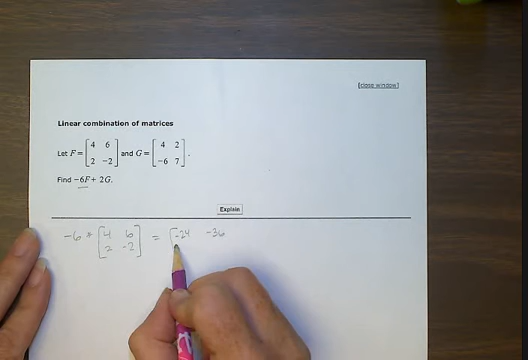 [close window]
Linear combination of matrices
Let F = [4 6
2 -2] and G = [4 2
-6 7].
Find -6F + 2G.
Explain
-6 * [4 6
2 -2] = [-24 -36